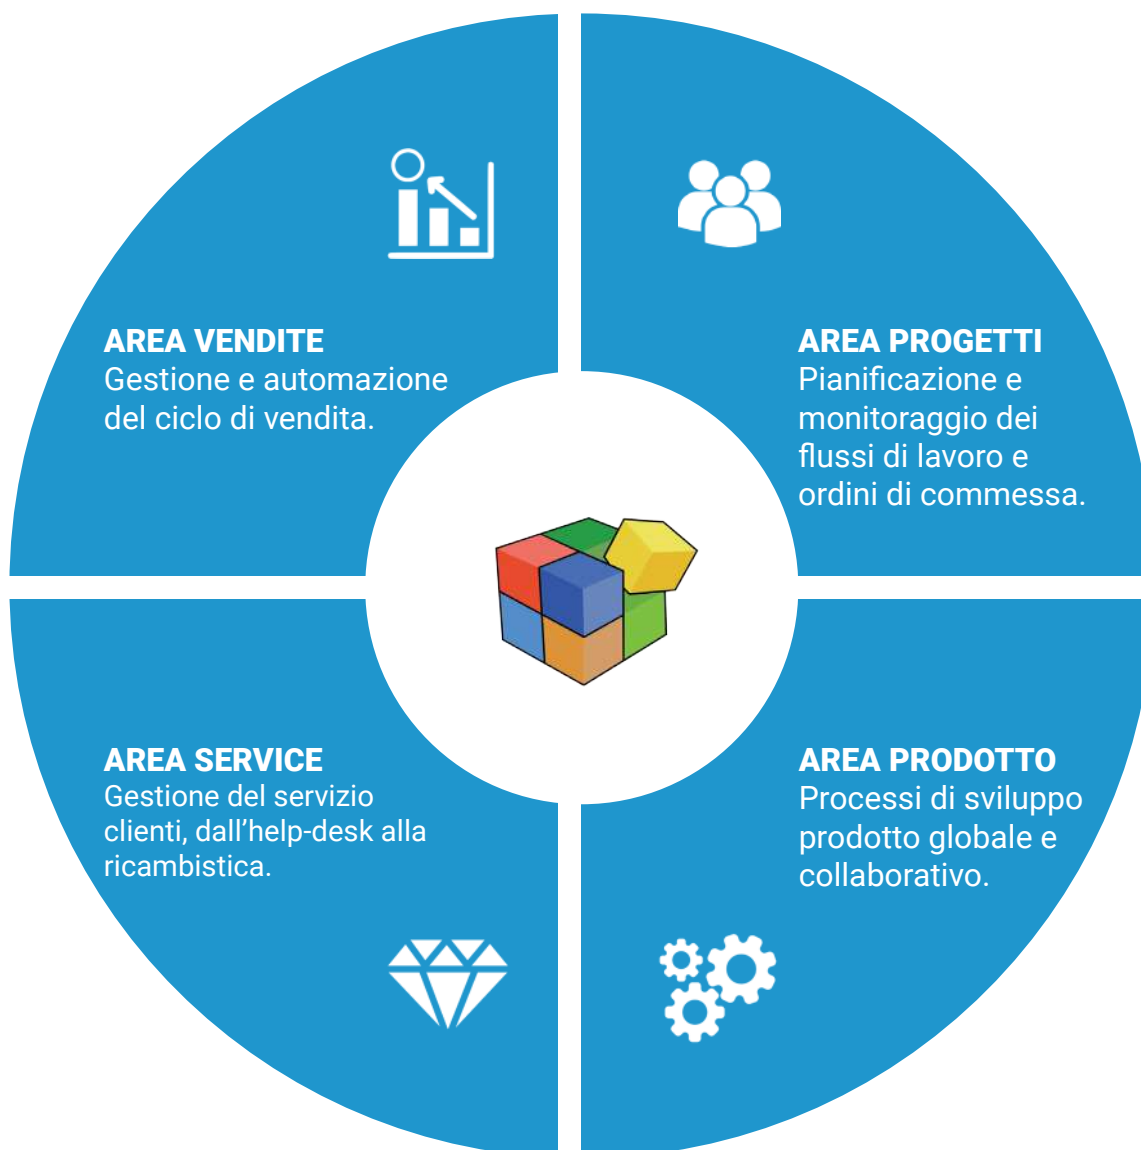 AREA VENDITE
Gestione e automazione
del ciclo di vendita.
AREA PROGETTI
Pianificazione e
monitoraggio dei
flussi di lavoro e
ordini di commessa.
AREA SERVICE
Gestione del servizio
clienti, dall'help-desk alla
ricambistica.
AREA PRODOTTO
Processi di sviluppo
prodotto globale e
collaborativo.